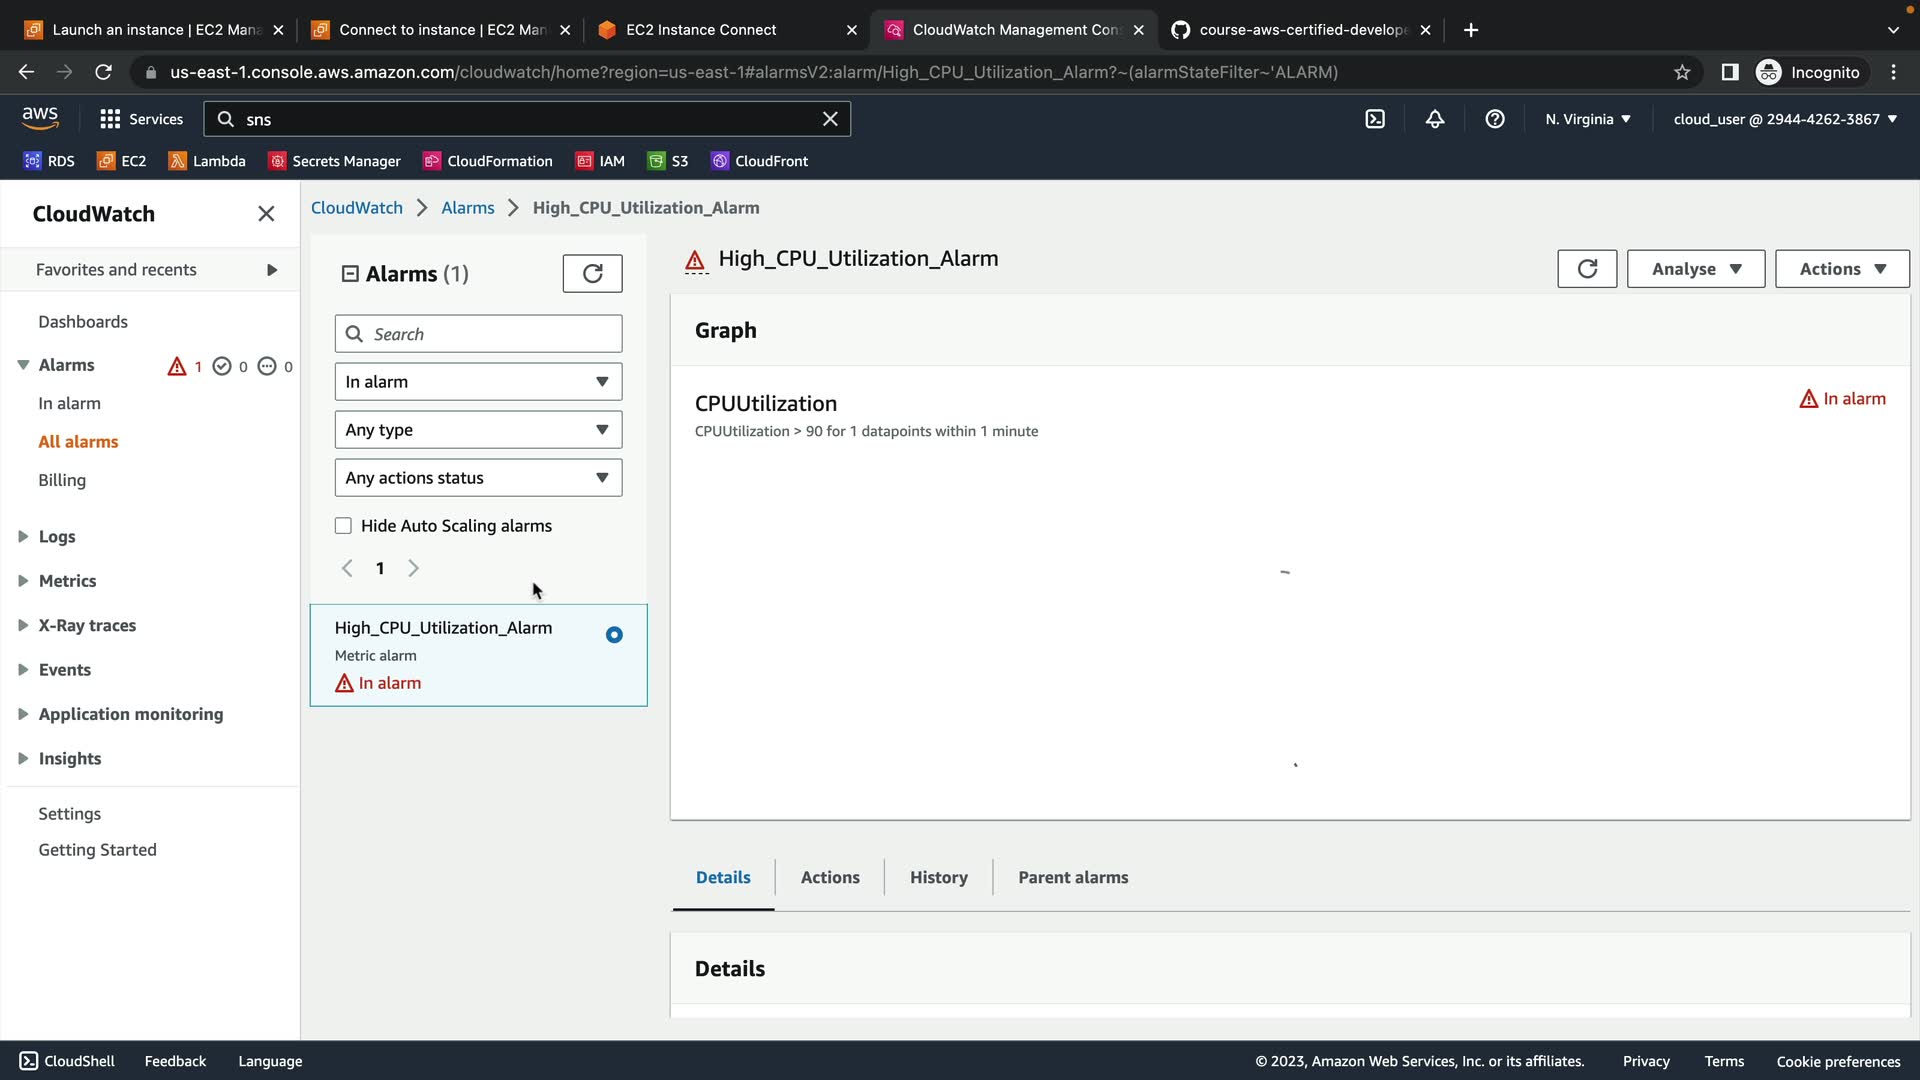 Launch an instance | EC2 Mana
Connect to instance | EC2 Man
EC2 Instance Connect
CloudWatch Management Con
course-aws-certified-develope
us-east-1.console.aws.amazon.com/cloudwatch/home?region=us-east-1#alarmsV2:alarm/High_CPU_Utilization_Alarm?~(alarmStateFilter~'ALARM)
Incognito
aws
Services
sns
N. Virginia
cloud_user @ 2944-4262-3867
RDS
EC2
Lambda
Secrets Manager
CloudFormation
IAM
S3
CloudFront
CloudWatch
Favorites and recents
Dashboards
Alarms 1 0 0
In alarm
All alarms
Billing
Logs
Metrics
X-Ray traces
Events
Application monitoring
Insights
Settings
Getting Started
CloudWatch > Alarms > High_CPU_Utilization_Alarm
Alarms (1)
Search
In alarm
Any type
Any actions status
Hide Auto Scaling alarms
1
High_CPU_Utilization_Alarm
Metric alarm
In alarm
High_CPU_Utilization_Alarm
Analyse
Actions
Graph
CPUUtilization
In alarm
CPUUtilization > 90 for 1 datapoints within 1 minute
Details
Actions
History
Parent alarms
Details
CloudShell
Feedback
Language
© 2023, Amazon Web Services, Inc. or its affiliates.
Privacy
Terms
Cookie preferences